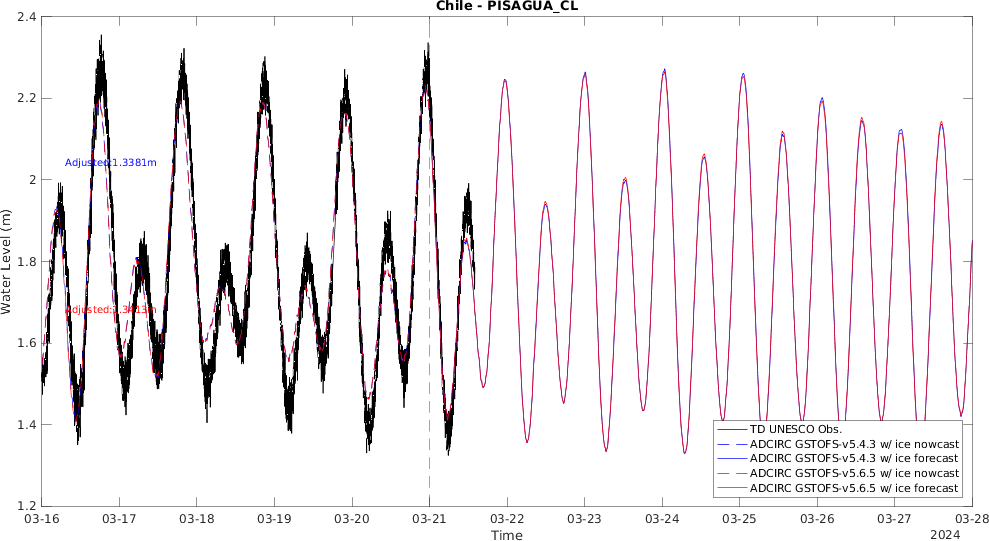 Chile - PISAGUA_CL
2.4
2.2
2
1.8
1.6
1.4
1.2
Water Level (m)
Adjusted:1.3381m
TD UNESCO Obs.
ADCIRC GSTOFS-v5.4.3 w/ ice nowcast
ADCIRC GSTOFS-v5.4.3 w/ ice forecast
ADCIRC GSTOFS-v5.6.5 w/ ice nowcast
ADCIRC GSTOFS-v5.6.5 w/ ice forecast
03-16 03-17 03-18 03-19 03-20 03-21 03-22 03-23 03-24 03-25 03-26 03-27 03-28
Time
2024